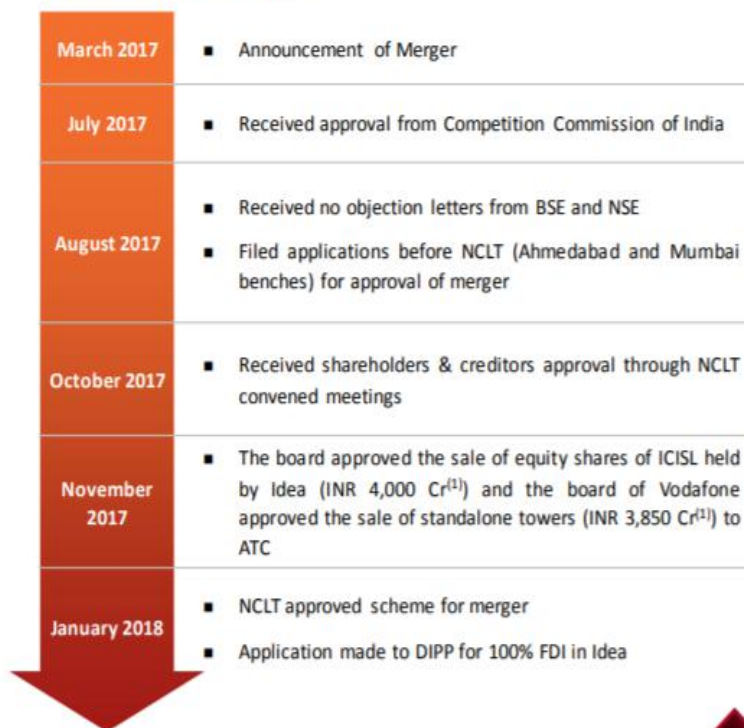 March 2017
▪ Announcement of Merger
July 2017
▪ Received approval from Competition Commission of India
August 2017
▪ Received no objection letters from BSE and NSE
▪ Filed applications before NCLT (Ahmedabad and Mumbai
benches) for approval of merger
October 2017
▪ Received shareholders & creditors approval through NCLT
convened meetings
November
2017
▪ The board approved the sale of equity shares of ICISL held
by Idea (INR 4,000 Cr(1)) and the board of Vodafone
approved the sale of standalone towers (INR 3,850 Cr(1)) to
ATC
January 2018
▪ NCLT approved scheme for merger
▪ Application made to DIPP for 100% FDI in Idea